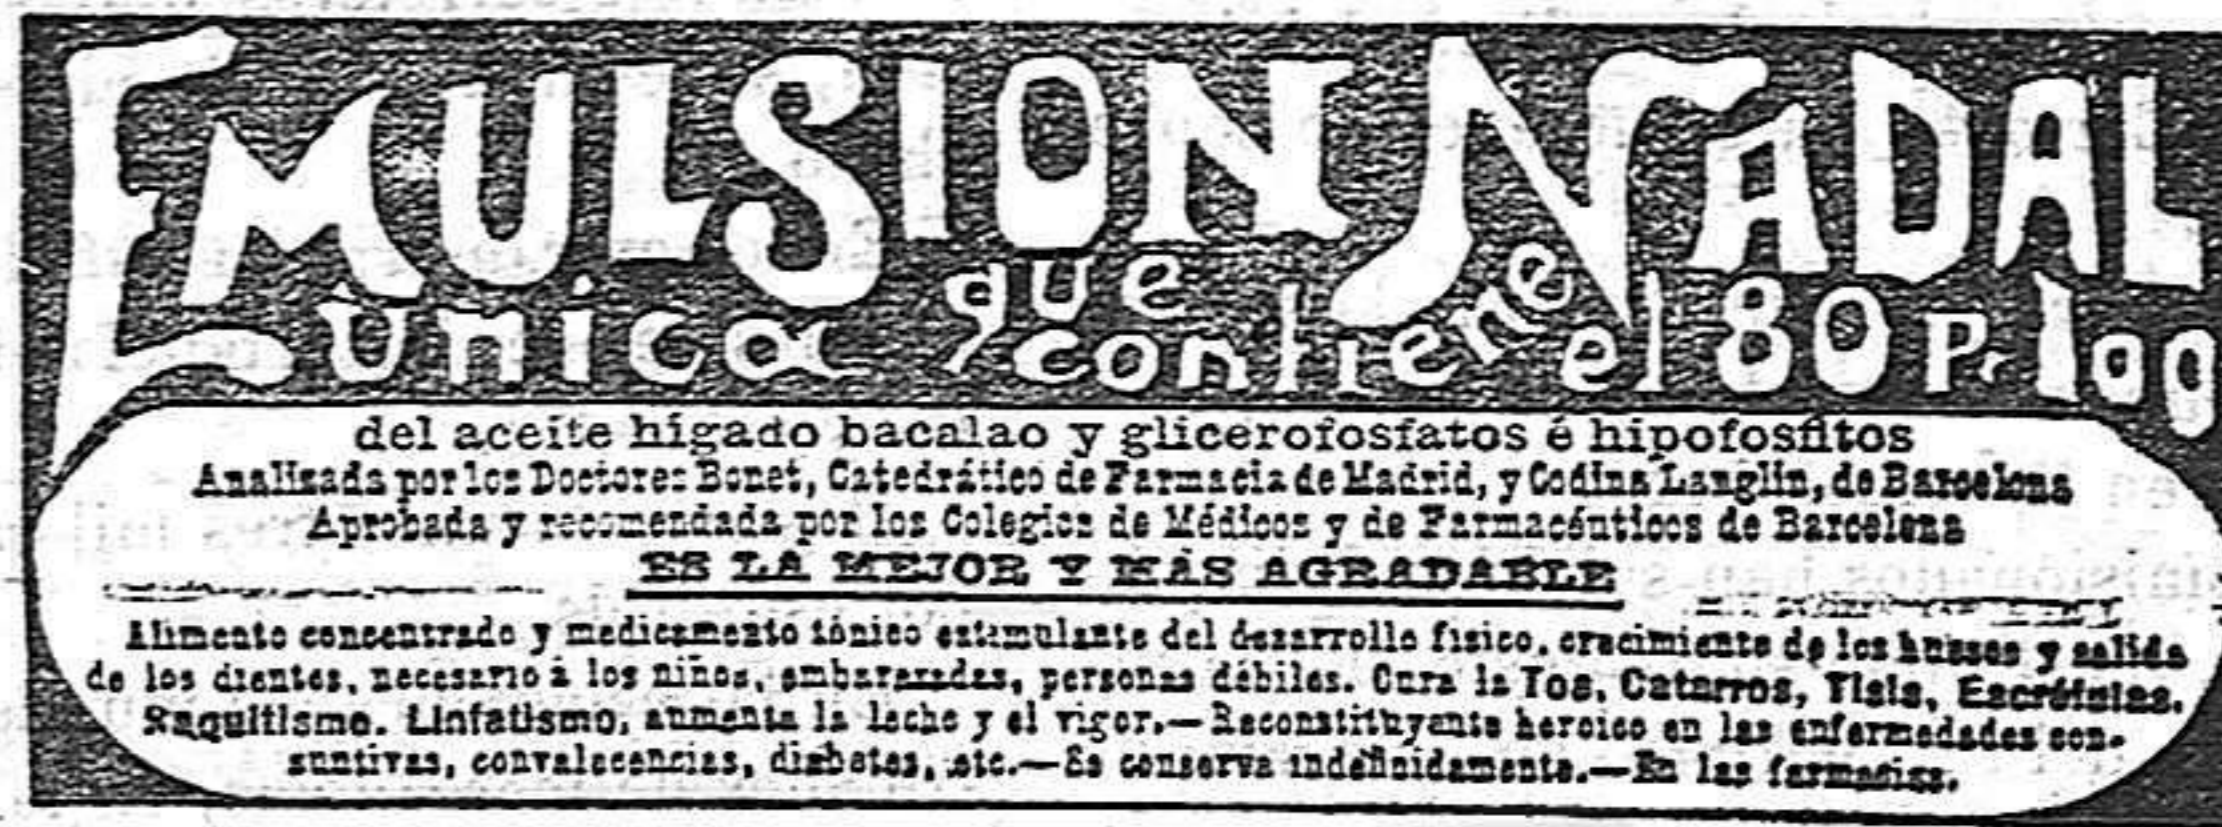 EMULSION NADAL
Unica que contiene el 80 Pr 100
del aceite hígado bacalao y glicerofosfatos é hipofosfitos
Analizada por los Doctores Bonet, Catedrático de Farmacia de Madrid, y Codina Langlin, de Barcelona
Aprobada y recomendada por los Colegios de Médicos y de Farmacéuticos de Barcelona
ES LA MEJOR Y MÁS AGRADABLE
Alimento concentrado y medicamento tónico estimulante del desarrollo físico, crecimiento de los huesos y salida
de los dientes, necesario á los niños, embarazadas, personas débiles. Cura la Tos, Catarros, Tisis, Escrófulas,
Raquitismo, Linfatismo, aumenta la leche y el vigor.—Reconstituyente heroico en las enfermedades con-
suntivas, convalecencias, diabetes, etc.—Se conserva indefinidamente.—En las farmacias.